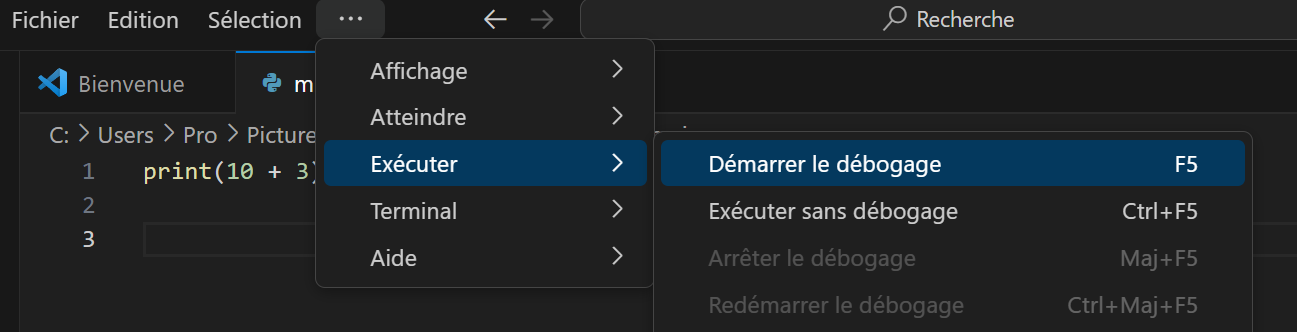 Fichier Edition Sélection ··· Recherche
Bienvenue m
Affichage
Atteindre
C: > Users > Pro > Picture
Exécuter
Démarrer le débogage F5
1 print(10 + 3)
Terminal
Exécuter sans débogage Ctrl+F5
2
3
Aide
Arrêter le débogage Maj+F5
Redémarrer le débogage Ctrl+Maj+F5